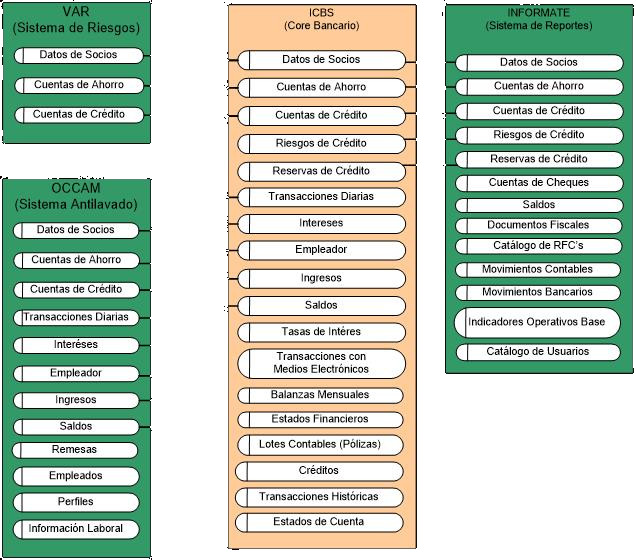 VAR
(Sistema de Riesgos)
Datos de Socios
Cuentas de Ahorro
Cuentas de Crédito
OCCAM
(Sistema Antilavado)
Datos de Socios
Cuentas de Ahorro
Cuentas de Crédito
Transacciones Diarias
Interéses
Empleador
Ingresos
Saldos
Remesas
Empleados
Perfiles
Información Laboral
ICBS
(Core Bancario)
Datos de Socios
Cuentas de Ahorro
Cuentas de Crédito
Riesgos de Crédito
Reservas de Crédito
Transacciones Diarias
Intereses
Empleador
Ingresos
Saldos
Tasas de Intéres
Transacciones con
Medios Electrónicos
Balanzas Mensuales
Estados Financieros
Lotes Contables (Pólizas)
Créditos
Transacciones Históricas
Estados de Cuenta
INFORMATE
(Sistema de Reportes)
Datos de Socios
Cuentas de Ahorro
Cuentas de Crédito
Riesgos de Crédito
Reservas de Crédito
Cuentas de Cheques
Saldos
Documentos Fiscales
Catálogo de RFC's
Movimientos Contables
Movimientos Bancarios
Indicadores Operativos Base
Catálogo de Usuarios